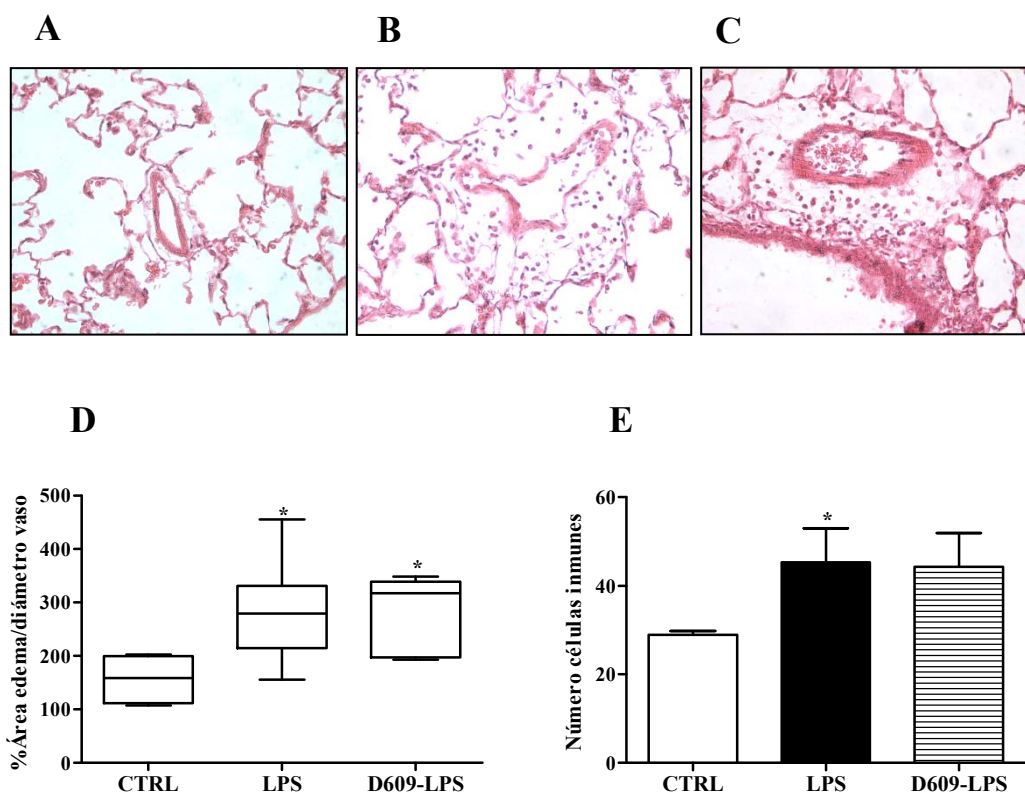 A
B
C
D
%Área edema/diámetro vaso
500
400
300
200
100
0
*
*
CTRL
LPS
D609-LPS
E
Número células inmunes
60
40
20
0
*
CTRL
LPS
D609-LPS